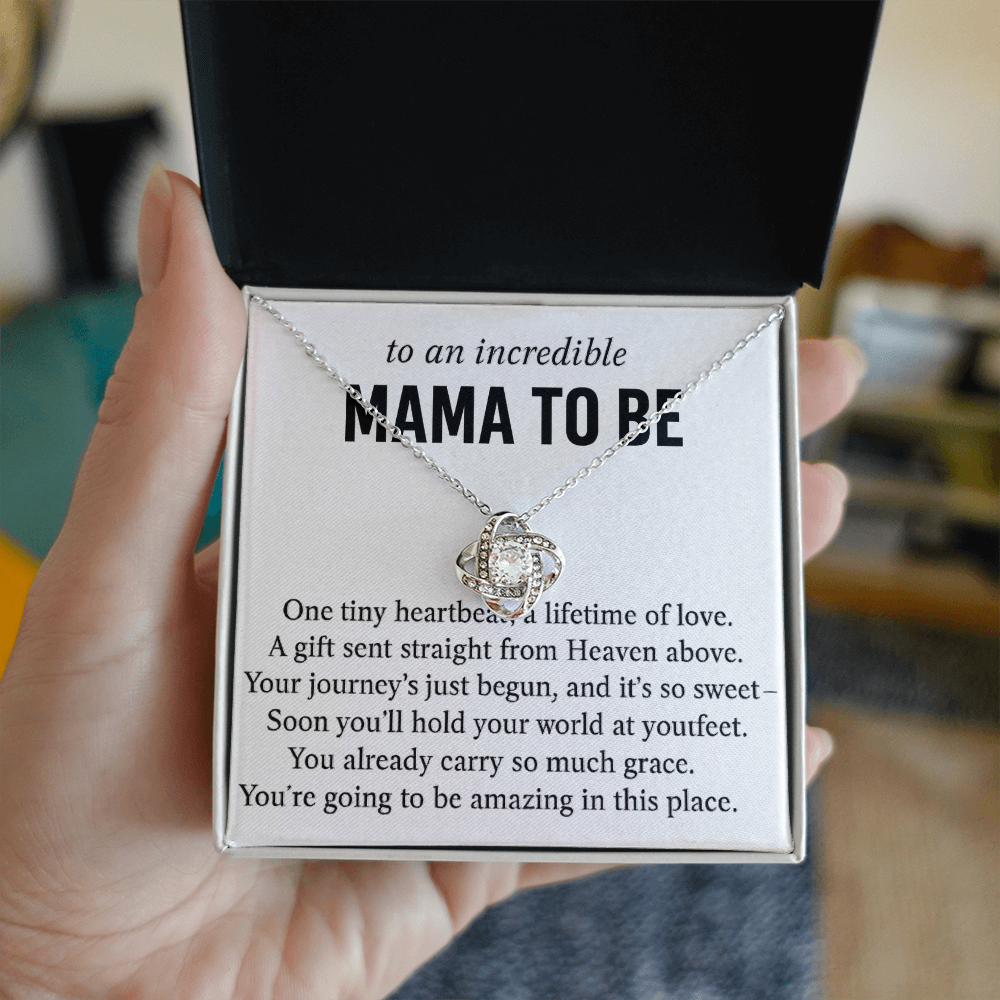 to an incredible
MAMA TO BE
One tiny heartbeat, a lifetime of love.
A gift sent straight from Heaven above.
Your journey’s just begun, and it’s so sweet–
Soon you’ll hold your world at yourfeet.
You already carry so much grace.
You’re going to be amazing in this place.